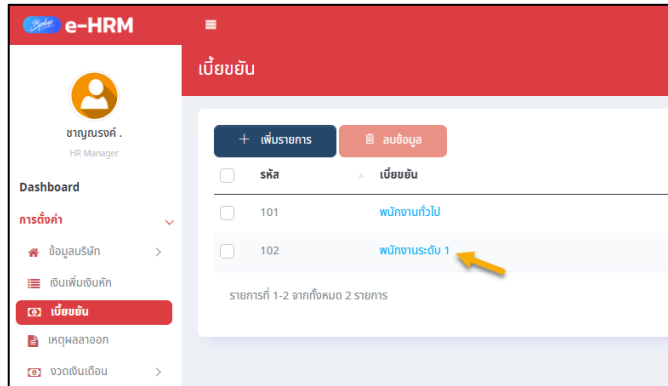 Bplus e-HRM
เบี้ยขยัน
ชาญณรงค์ .
HR Manager
+ เพิ่มรายการ ลบข้อมูล
รหัส เบี้ยขยัน
Dashboard
การตั้งค่า
101 พนักงานทั่วไป
ข้อมูลบริษัท
102 พนักงานระดับ 1
เงินเพิ่มเงินหัก
รายการที่ 1-2 จากทั้งหมด 2 รายการ
เบี้ยขยัน
เหตุผลลาออก
งวดเงินเดือน